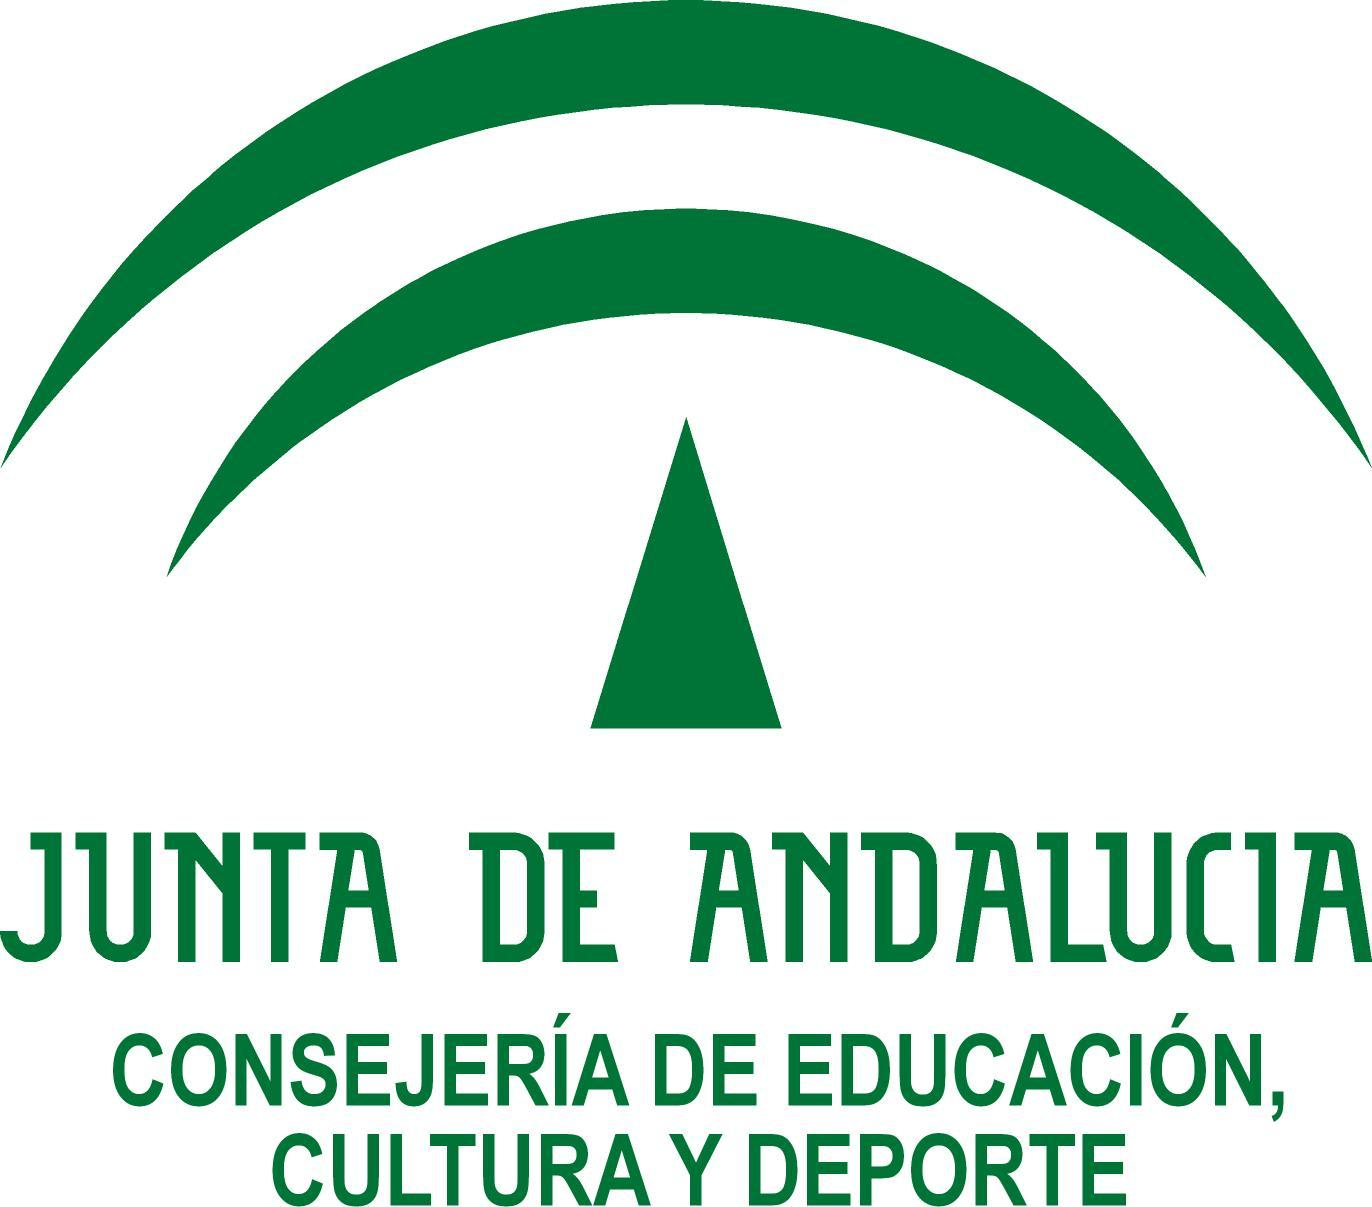 JUNTA DE ANDALUCIA
CONSEJERÍA DE EDUCACIÓN,
CULTURA Y DEPORTE